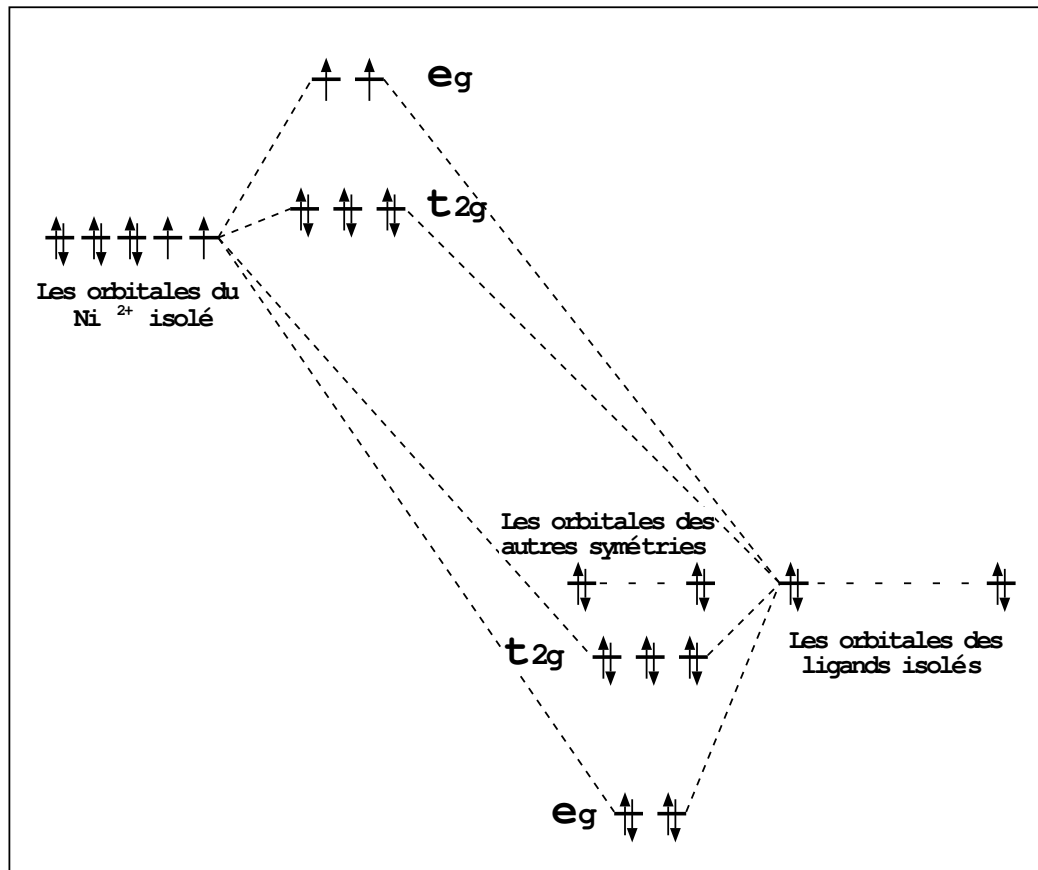 eg
t2g
Les orbitales du
Ni 2+ isolé
Les orbitales des
autres symétries
t2g
Les orbitales des
ligands isolés
eg